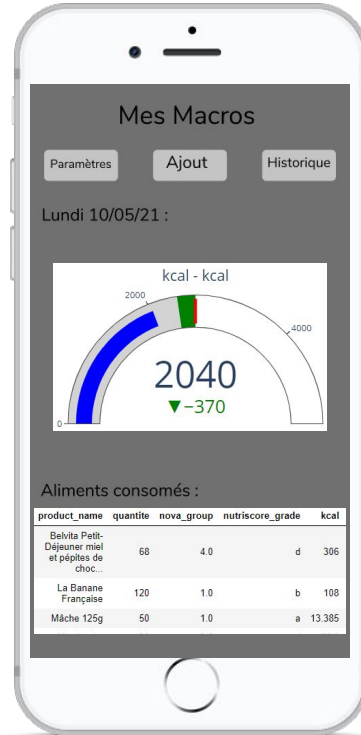 Mes Macros
Paramètres Ajout Historique
Lundi 10/05/21 :
kcal - kcal
2000
4000
0
2040
▼−370
Aliments consomés :
product_name quantite nova_group nutriscore_grade kcal
Belvita Petit-
Déjeuner miel
et pépites de
choc...
68 4.0 d 306
La Banane
Française
120 1.0 b 108
Mâche 125g 50 1.0 a 13.385